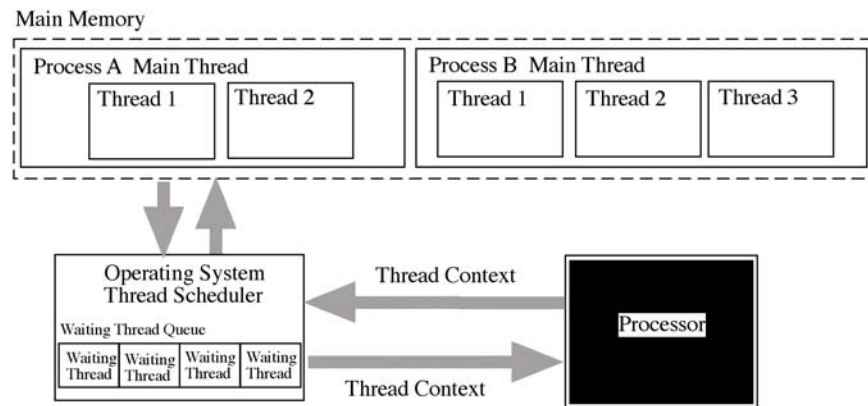 Main Memory
Process A Main Thread
Thread 1
Thread 2
Process B Main Thread
Thread 1
Thread 2
Thread 3
Operating System
Thread Scheduler
Waiting Thread Queue
Waiting
Thread
Waiting
Thread
Waiting
Thread
Waiting
Thread
Thread Context
Thread Context
Processor